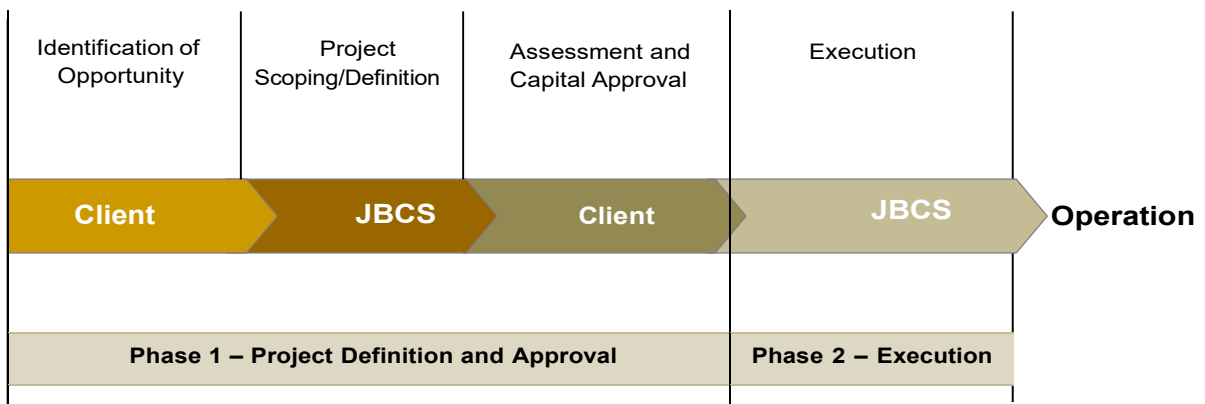 Identification of
Opportunity
Project
Scoping/Definition
Assessment and
Capital Approval
Execution
Client
JBCS
Client
JBCS
Operation
Phase 1 – Project Definition and Approval
Phase 2 – Execution